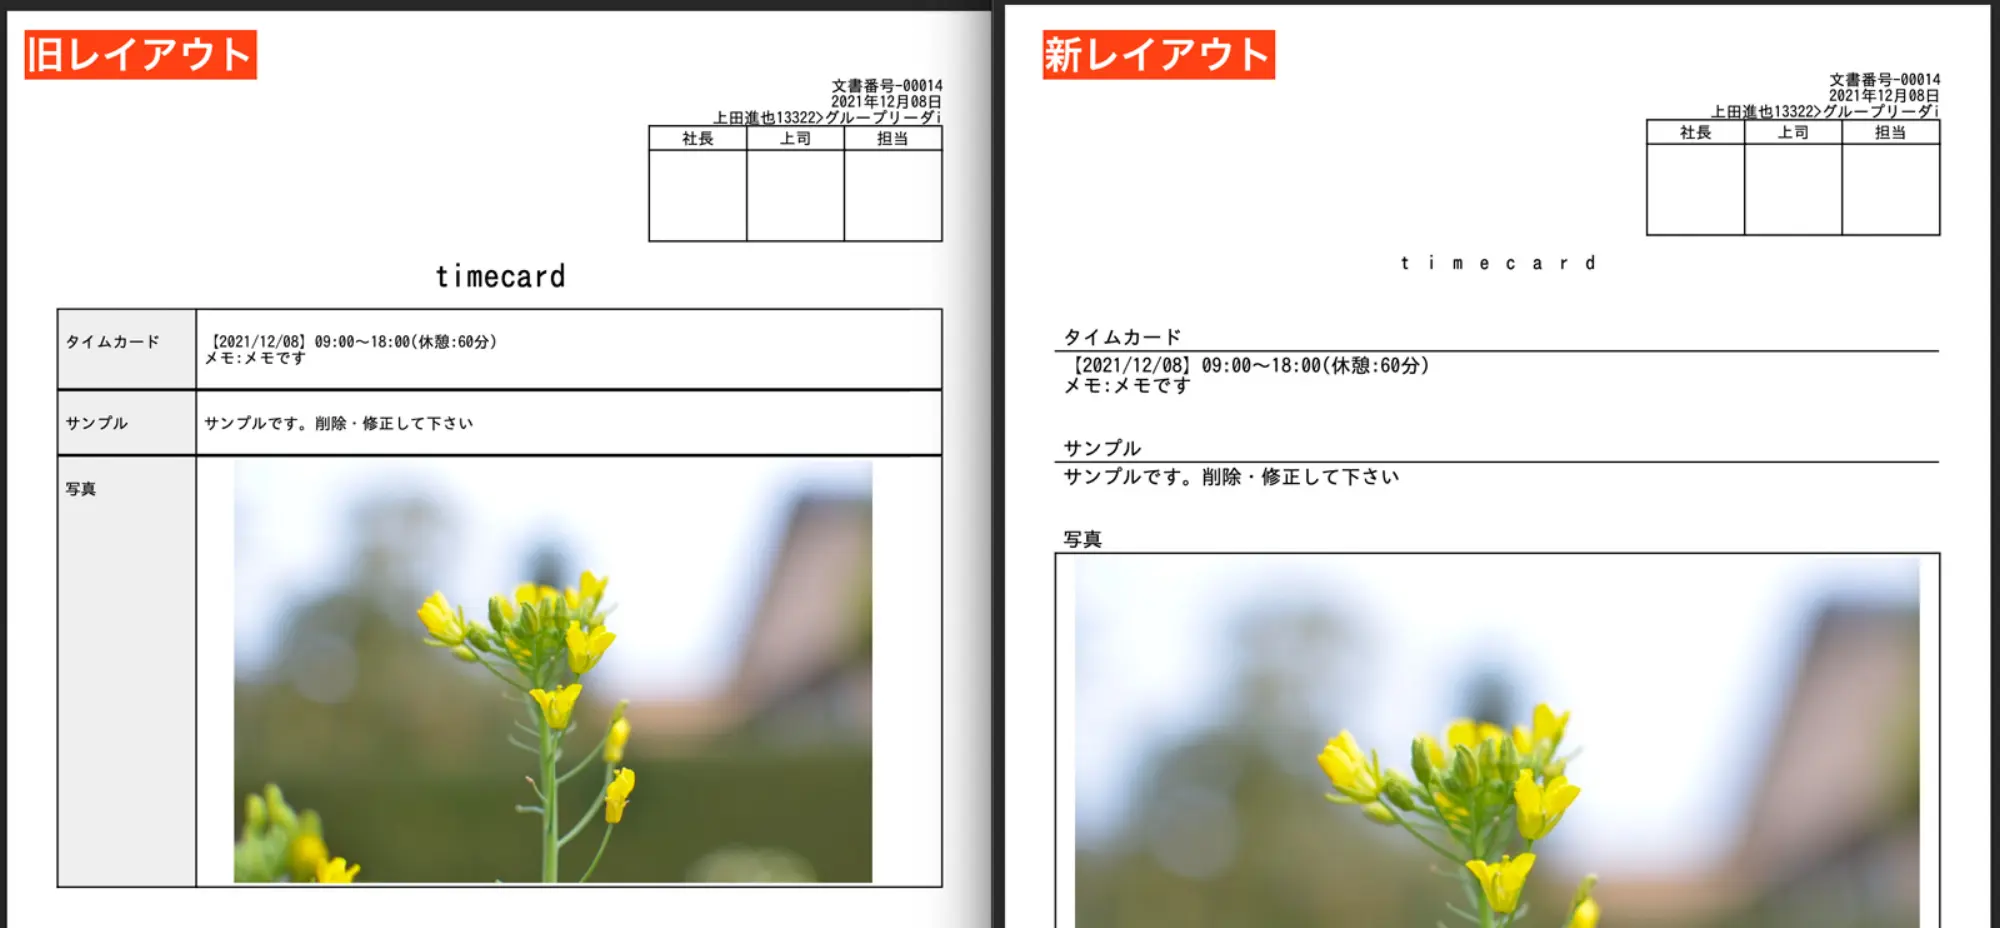 旧レイアウト
文書番号-00014
2021年12月08日
上田進也13322>グループリーダi
社長 上司 担当
timecard
タイムカード 【2021/12/08】09:00～18:00(休憩:60分)
メモ:メモです
サンプル サンプルです。削除・修正して下さい
写真
新レイアウト
文書番号-00014
2021年12月08日
上田進也13322>グループリーダi
社長 上司 担当
timecard
タイムカード
【2021/12/08】09:00～18:00(休憩:60分)
メモ:メモです
サンプル
サンプルです。削除・修正して下さい
写真